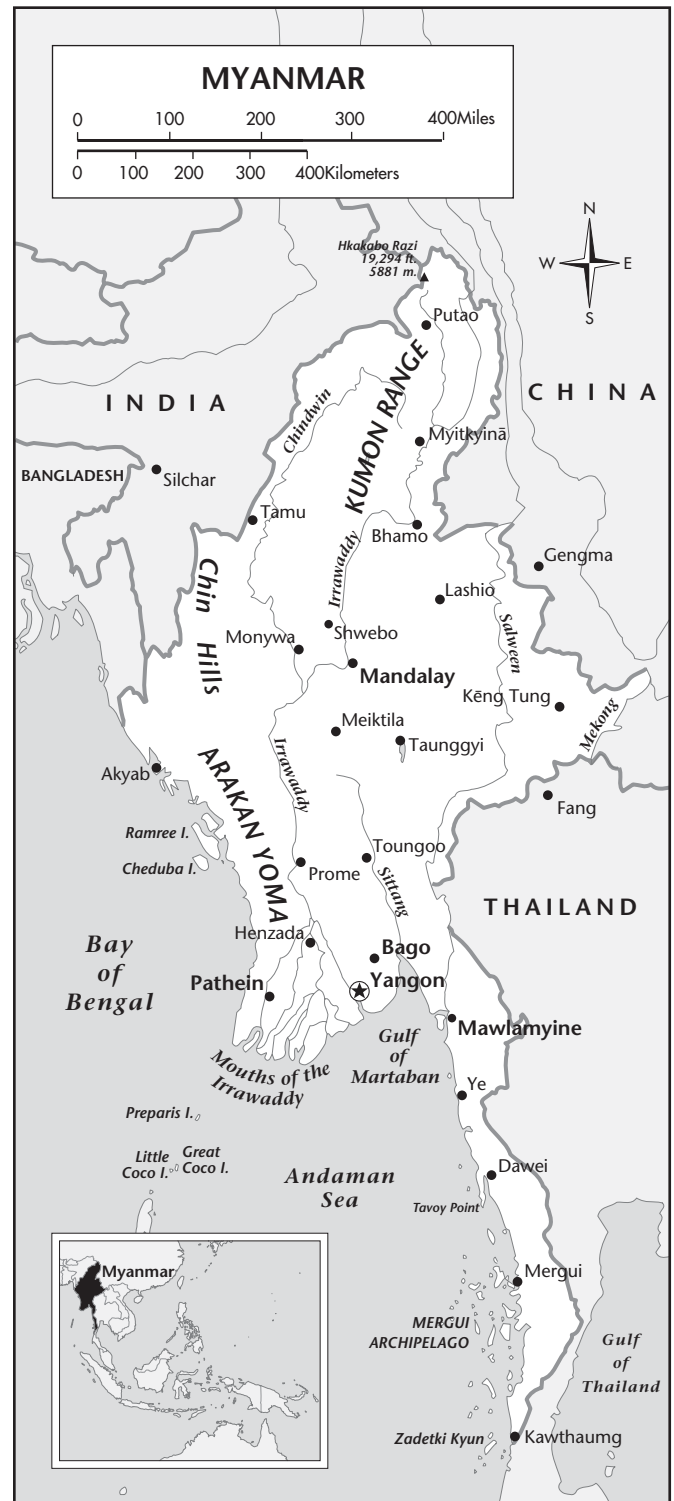 MYANMAR
0 100 200 300 400Miles
0 100 200 300 400Kilometers
Hkakabo Razi
19,294 ft.
5881 m.
N
W E
S
Putao
KUMON RANGE
INDIA
CHINA
Chindwin
Myitkyinā
BANGLADESH
Silchar
Tamu
Bhamo
Gengma
Chin Hills
Irrawaddy
Lashio
Salween
Shwebo
Monywa
Mandalay
Kēng Tung
Mekong
Meiktila
Taunggyi
Irrawaddy
Akyab
ARAKAN YOMA
Fang
Ramree I.
Cheduba I.
Toungoo
Prome
Sittang
THAILAND
Henzada
Bay
of
Bengal
Bago
Pathein
Yangon
Mawlamyine
Gulf
of
Martaban
Mouths of the
Irrawaddy
Ye
Preparis I.
Little
Coco I.
Great
Coco I.
Andaman
Sea
Dawei
Tavoy Point
Myanmar
Mergui
MERGUI
ARCHIPELAGO
Gulf
of
Thailand
Zadetki Kyun
Kawthaumg